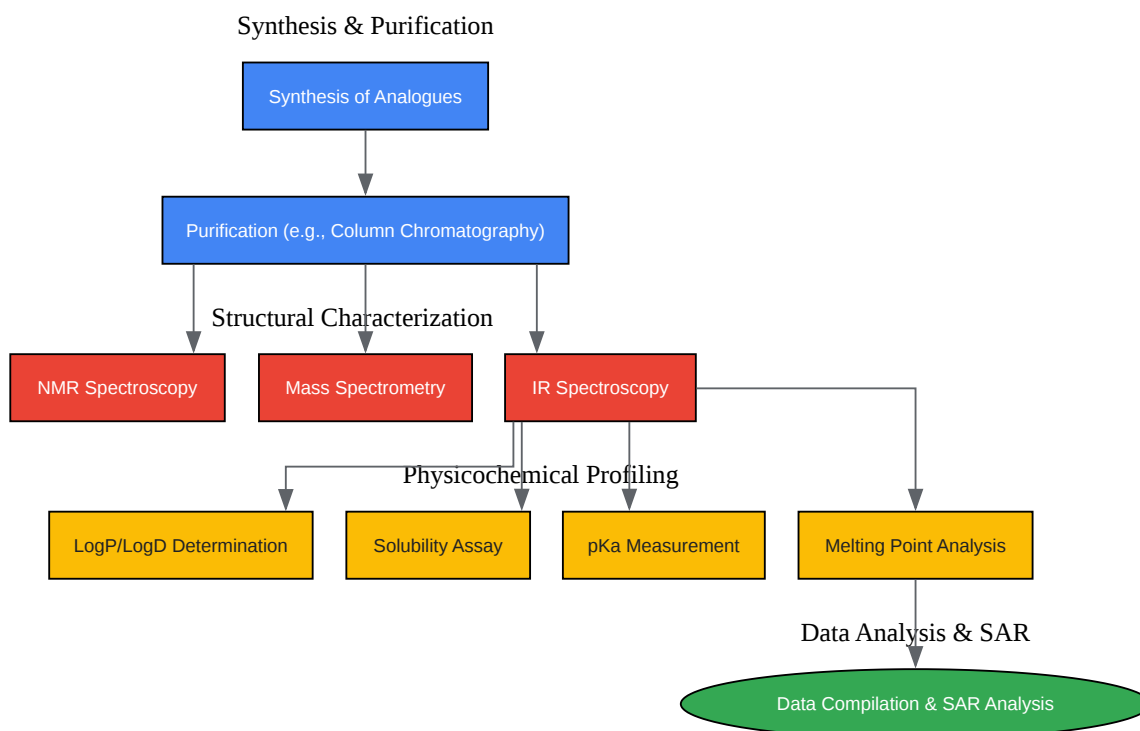 Synthesis & Purification
Synthesis of Analogues
Purification (e.g., Column Chromatography)
Structural Characterization
NMR Spectroscopy
Mass Spectrometry
IR Spectroscopy
Physicochemical Profiling
LogP/LogD Determination
Solubility Assay
pKa Measurement
Melting Point Analysis
Data Analysis & SAR
Data Compilation & SAR Analysis